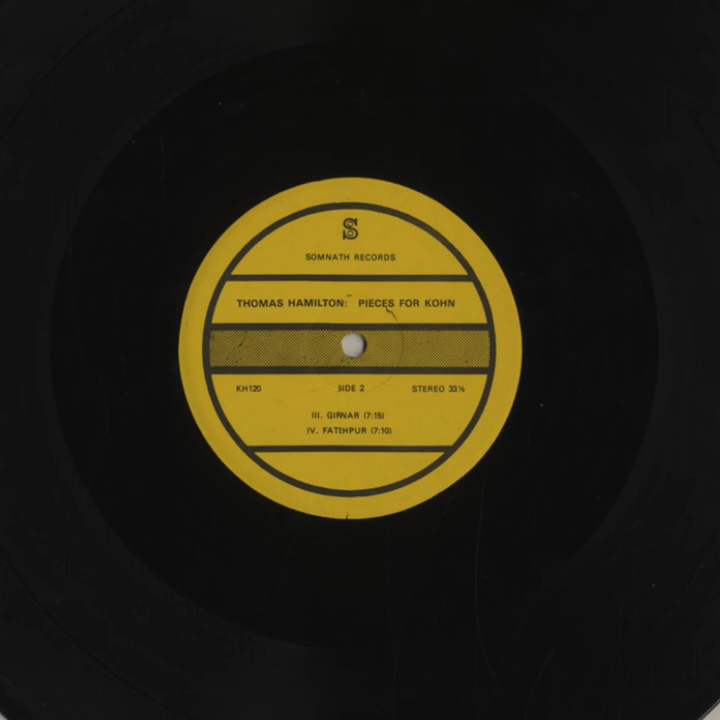 S
SOMNATH RECORDS
THOMAS HAMILTON: PIECES FOR KOHN
KH120 SIDE 2 STEREO 33⅓
III. GIRNAR (7:15)
IV. FATEHPUR (7:10)